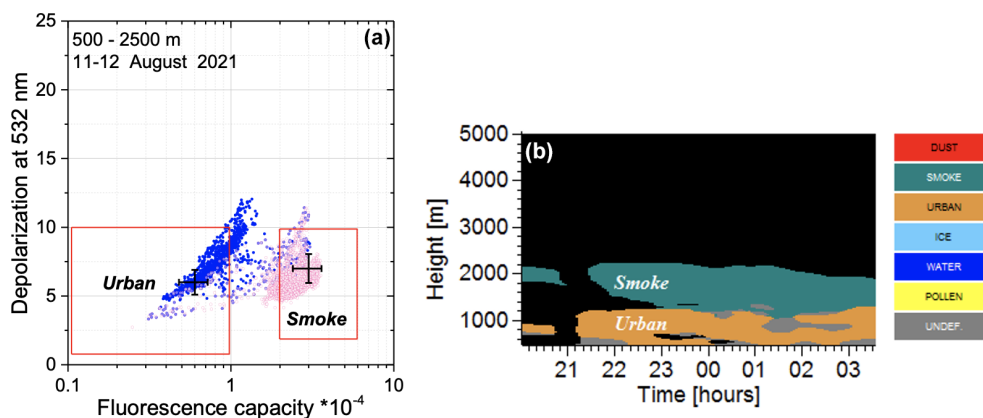 500 - 2500 m
11-12 August 2021
(a)
25
20
15
10
5
0
Depolarization at 532 nm
Urban
Smoke
0.1
1
10
Fluorescence capacity *10⁻⁴
(b)
5000
4000
3000
2000
1000
Height [m]
Smoke
Urban
21
22
23
00
01
02
03
Time [hours]
DUST
SMOKE
URBAN
ICE
WATER
POLLEN
UNDEF.